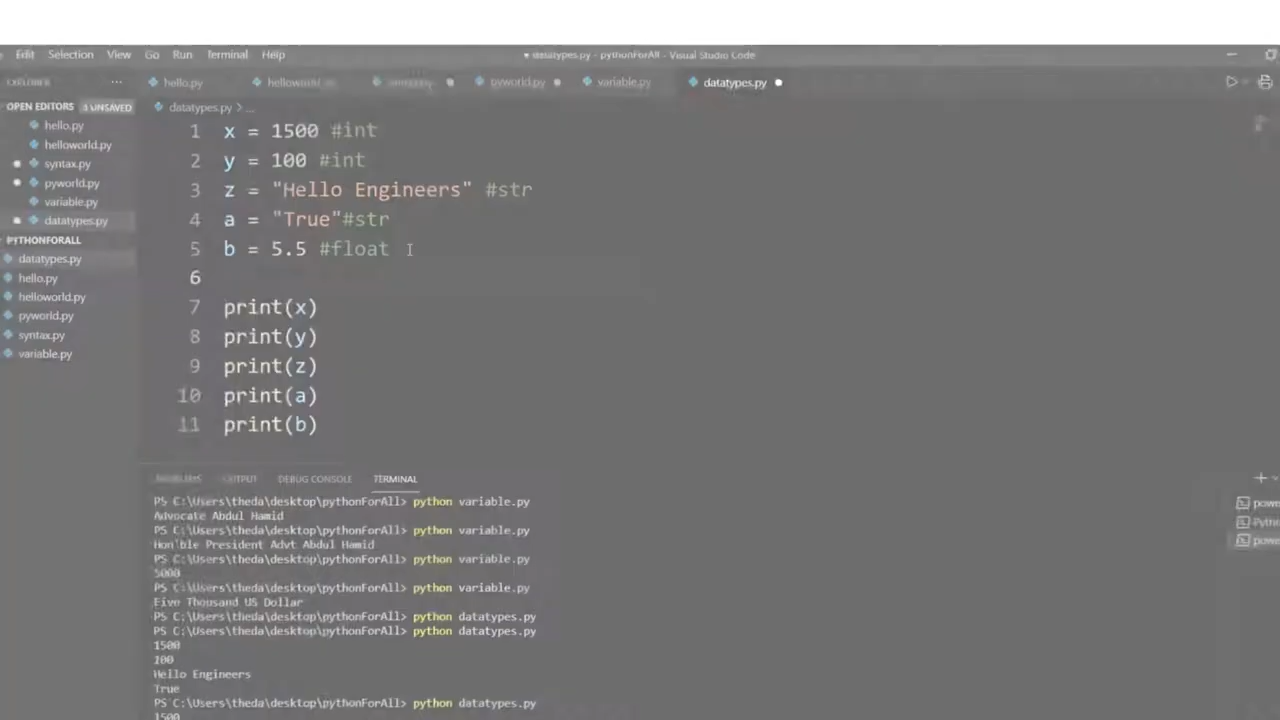 Edit Selection View Go Run Terminal Help
datatypes.py - pythonForAll - Visual Studio Code
EXPLORER ...
hello.py helloworld.py pyworld.py variable.py datatypes.py
OPEN EDITORS 3 UNSAVED
datatypes.py > ...
hello.py
helloworld.py
syntax.py
pyworld.py
variable.py
datatypes.py
PYTHONFORALL
datatypes.py
hello.py
helloworld.py
pyworld.py
syntax.py
variable.py
1 x = 1500 #int
2 y = 100 #int
3 z = "Hello Engineers" #str
4 a = "True"#str
5 b = 5.5 #float
6
7 print(x)
8 print(y)
9 print(z)
10 print(a)
11 print(b)
PROBLEMS OUTPUT DEBUG CONSOLE TERMINAL
PS C:\Users\theda\desktop\pythonForAll> python variable.py
Advocate Abdul Hamid
PS C:\Users\theda\desktop\pythonForAll> python variable.py
Hon'ble President Advt Abdul Hamid
PS C:\Users\theda\desktop\pythonForAll> python variable.py
5000
PS C:\Users\theda\desktop\pythonForAll> python variable.py
Five Thousand US Dollar
PS C:\Users\theda\desktop\pythonForAll> python datatypes.py
PS C:\Users\theda\desktop\pythonForAll> python datatypes.py
1500
100
Hello Engineers
True
PS C:\Users\theda\desktop\pythonForAll> python datatypes.py
1500
powe
Pytho
powe